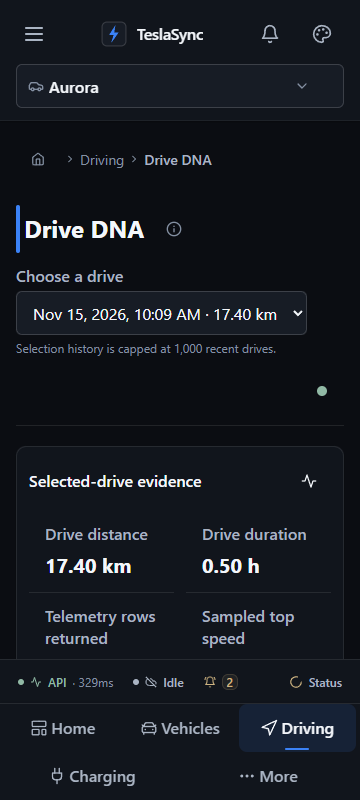 TeslaSync
Aurora
Driving
Drive DNA
Drive DNA
Choose a drive
Nov 15, 2026, 10:09 AM · 17.40 km
Selection history is capped at 1,000 recent drives.
Selected-drive evidence
Drive distance
Drive duration
17.40 km
0.50 h
Telemetry rows
returned
Sampled top
speed
API · 329ms
Idle
2
Status
Home
Vehicles
Driving
Charging
More